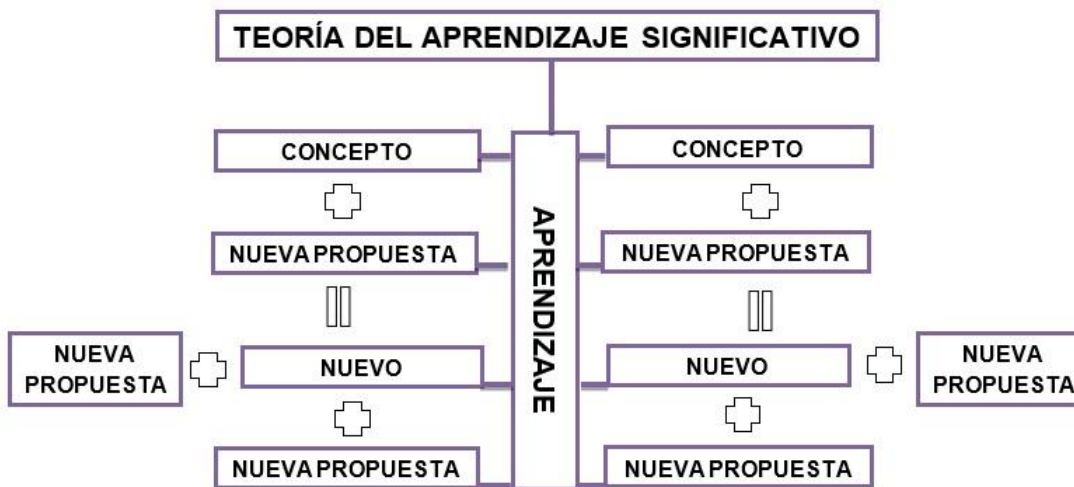 TEORÍA DEL APRENDIZAJE SIGNIFICATIVO
CONCEPTO
CONCEPTO
APRENDIZAJE
NUEVA PROPUESTA
NUEVA PROPUESTA
NUEVA
PROPUESTA
NUEVO
NUEVO
NUEVA
PROPUESTA
NUEVA PROPUESTA
NUEVA PROPUESTA